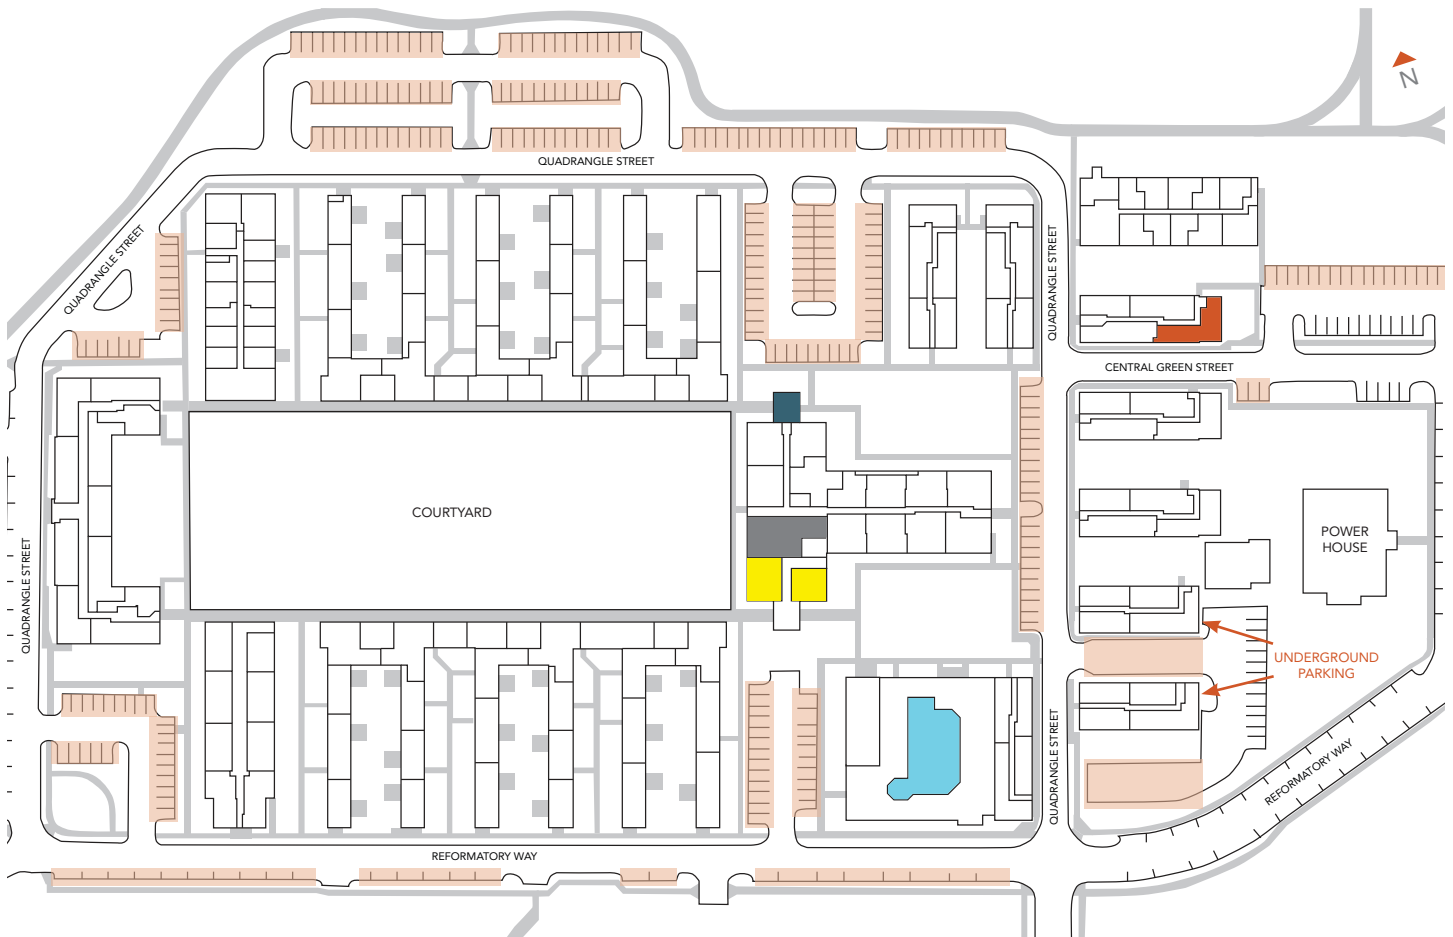 N
QUADRANGLE STREET
QUADRANGLE STREET
QUADRANGLE STREET
CENTRAL GREEN STREET
COURTYARD
POWER
HOUSE
QUADRANGLE STREET
UNDERGROUND
PARKING
QUADRANGLE STREET
REFORMATORY WAY
REFORMATORY WAY